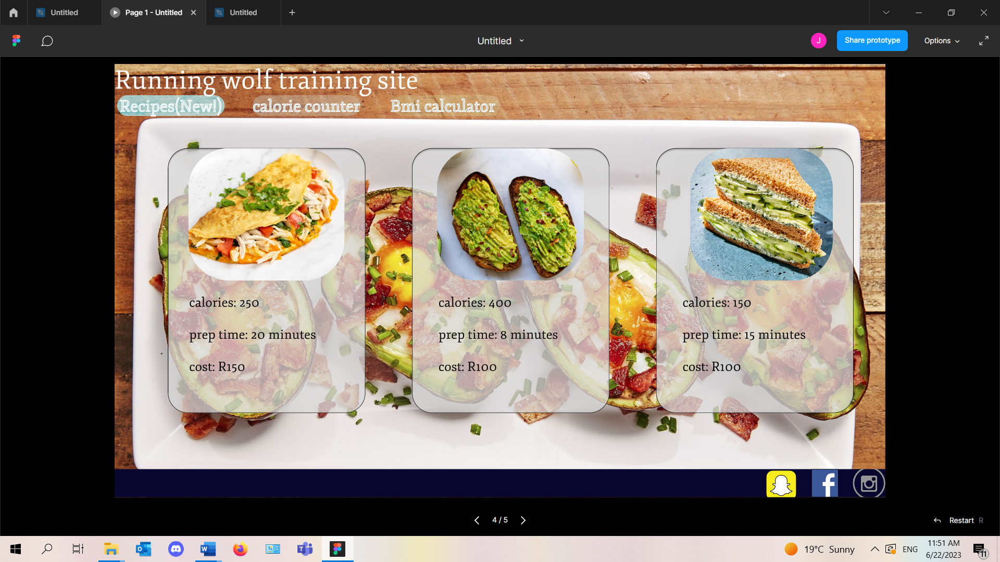 Untitled
Page 1 - Untitled
Untitled
Untitled
J
Share prototype
Options
Running wolf training site
Recipes(New!)
calorie counter
Bmi calculator
calories: 250
prep time: 20 minutes
cost: R150
calories: 400
prep time: 8 minutes
cost: R100
calories: 150
prep time: 15 minutes
cost: R100
4 / 5
Restart R
19°C Sunny
ENG
11:51 AM
6/22/2023
11